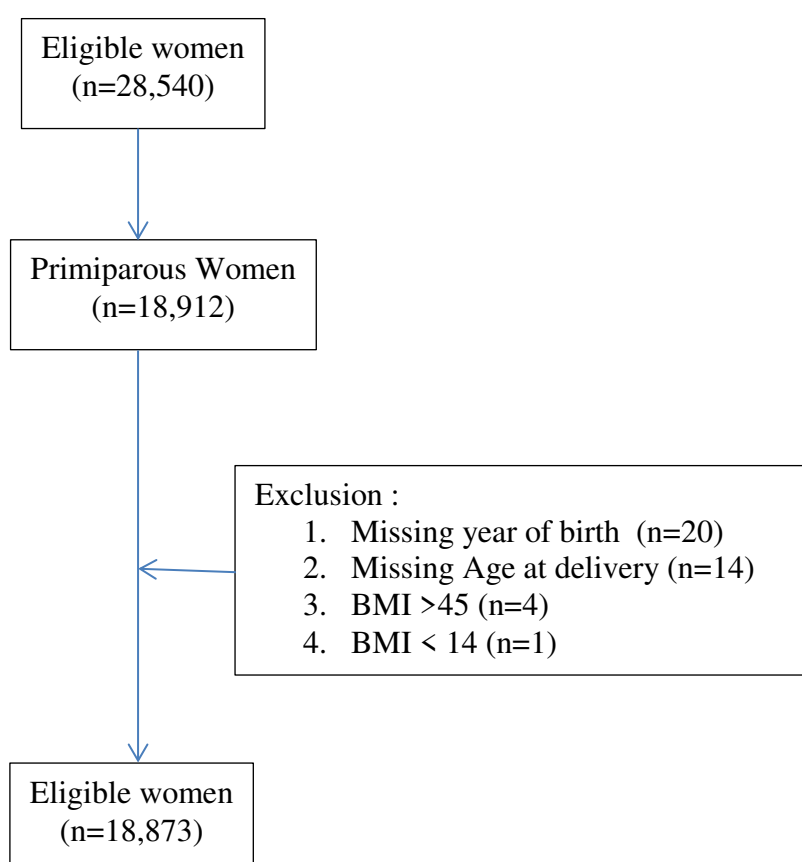 Eligible women
(n=28,540)
Primiparous Women
(n=18,912)
Exclusion :
1. Missing year of birth (n=20)
2. Missing Age at delivery (n=14)
3. BMI >45 (n=4)
4. BMI < 14 (n=1)
Eligible women
(n=18,873)